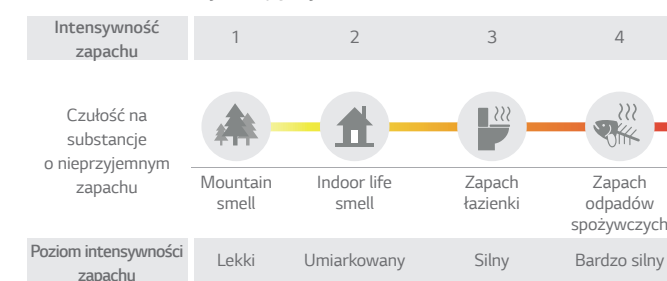 Intensywność
zapachu
1
2
3
4
Czułość na
substancje
o nieprzyjemnym
zapachu
Mountain
smell
Indoor life
smell
Zapach
łazienki
Zapach
odpadów
spożywczych
Poziom intensywności
zapachu
Lekki
Umiarkowany
Silny
Bardzo silny